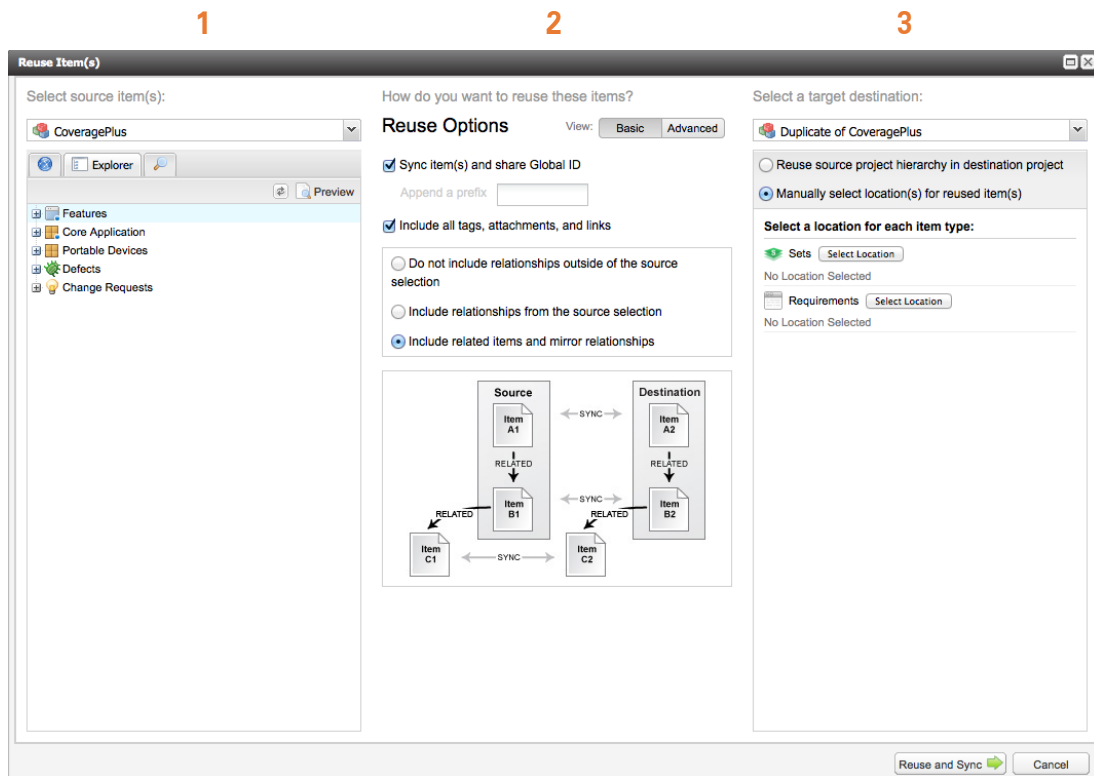 1 2 3
Reuse Item(s)
Select source item(s):
CoveragePlus
Explorer
Preview
Features
Core Application
Portable Devices
Defects
Change Requests
How do you want to reuse these items?
Reuse Options View: Basic Advanced
Sync item(s) and share Global ID
Append a prefix
Include all tags, attachments, and links
Do not include relationships outside of the source
selection
Include relationships from the source selection
Include related items and mirror relationships
Source Destination
Item
A1
SYNC
Item
A2
RELATED
RELATED
Item
B1
SYNC
Item
B2
RELATED
RELATED
Item
C1
SYNC
Item
C2
Select a target destination:
Duplicate of CoveragePlus
Reuse source project hierarchy in destination project
Manually select location(s) for reused item(s)
Select a location for each item type:
Sets Select Location
No Location Selected
Requirements Select Location
No Location Selected
Reuse and Sync Cancel